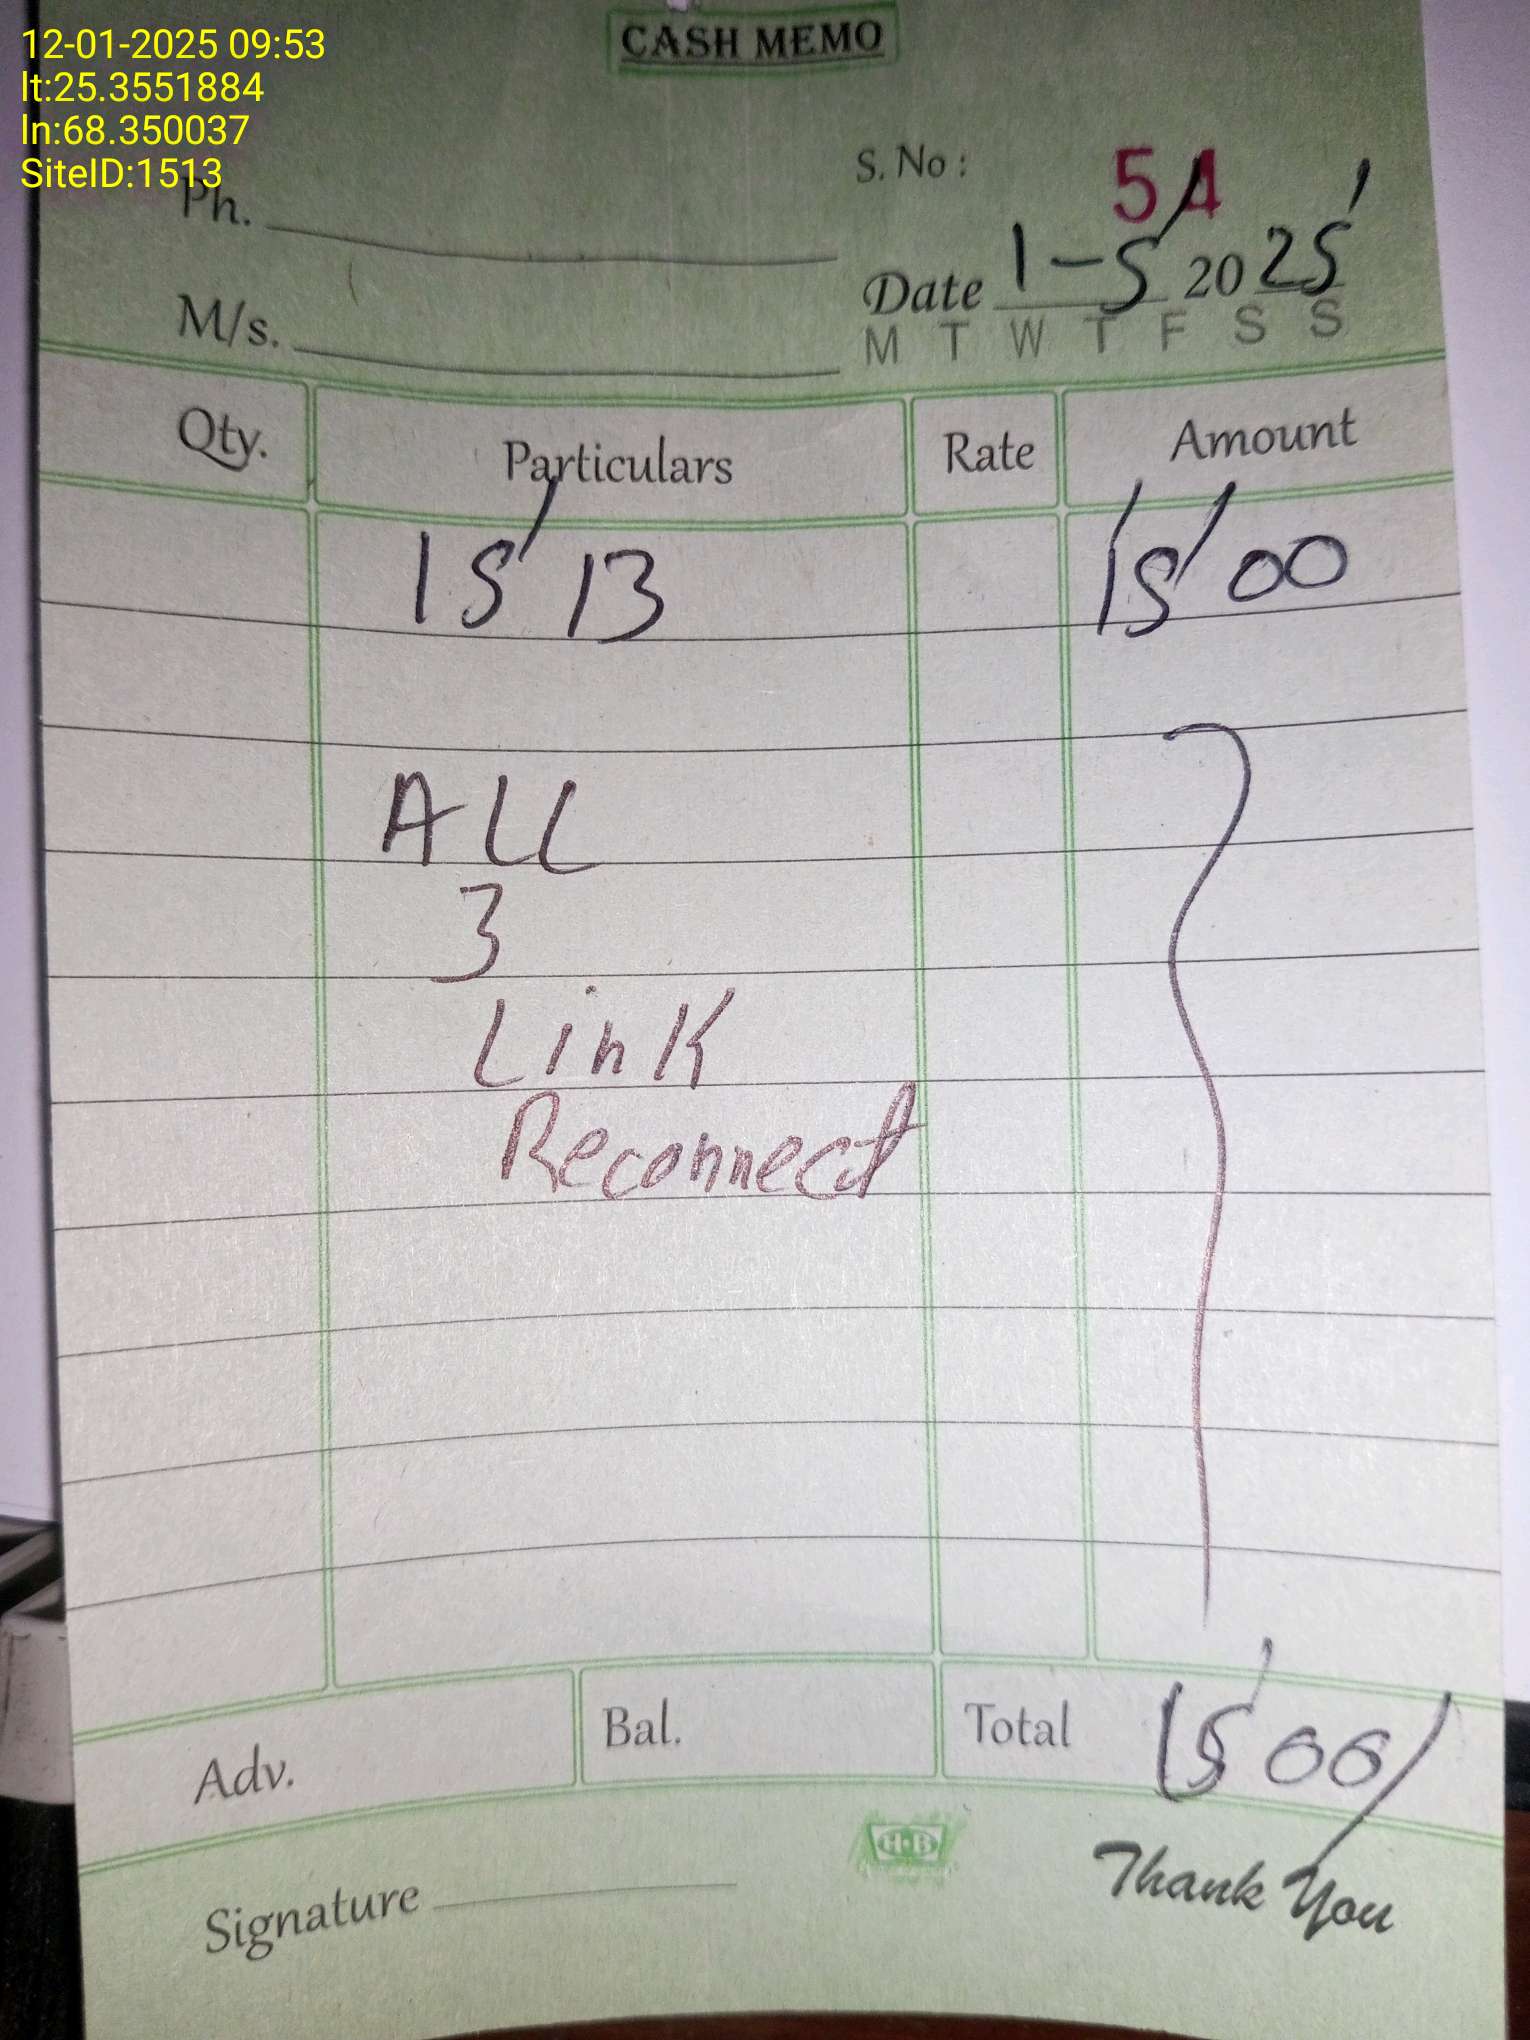 12-01-2025 09:53
lt:25.3551884
ln:68.350037
SiteID:1513
CASH MEMO
S. No : 54
Ph.
Date 1-5 2025
M/s.
M T W T F S S
Qty. Particulars Rate Amount
1513 1500
ALL
3
Link
Reconnect
Adv. Bal. Total 1500/
H-B
Signature Thank You